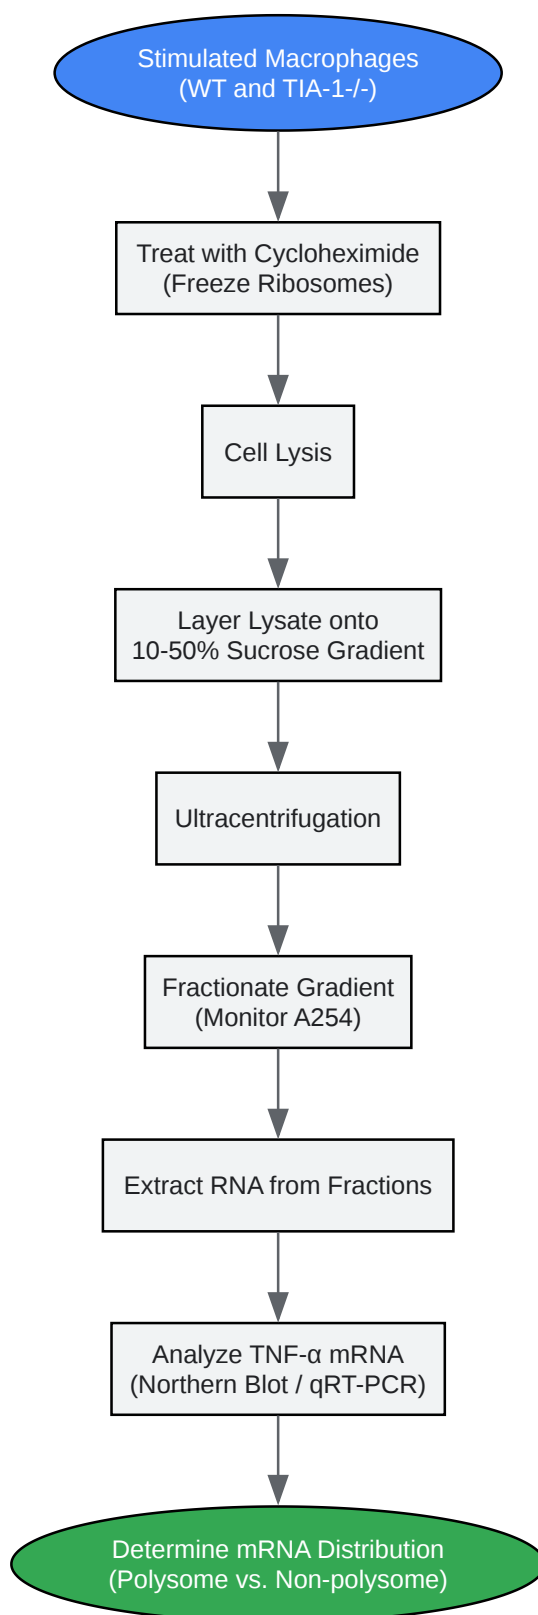 Stimulated Macrophages
(WT and TIA-1-/-)
Treat with Cycloheximide
(Freeze Ribosomes)
Cell Lysis
Layer Lysate onto
10-50% Sucrose Gradient
Ultracentrifugation
Fractionate Gradient
(Monitor A254)
Extract RNA from Fractions
Analyze TNF-α mRNA
(Northern Blot / qRT-PCR)
Determine mRNA Distribution
(Polysome vs. Non-polysome)